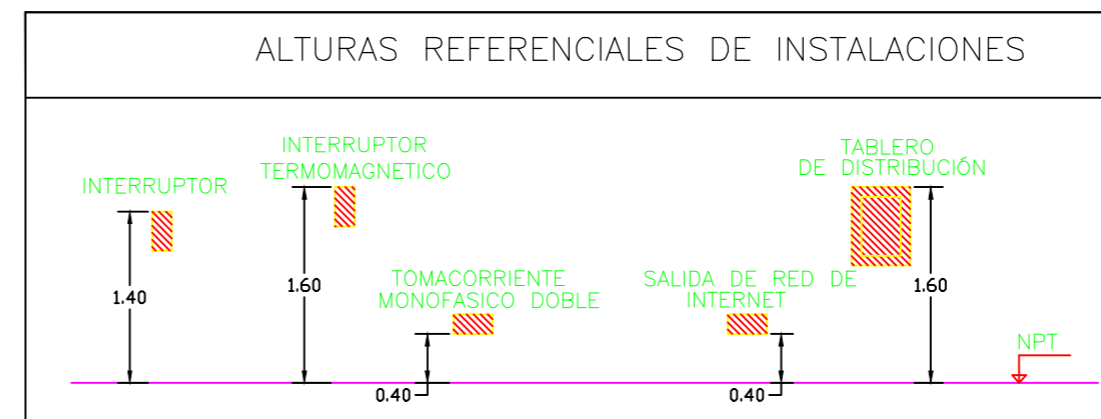 ALTURAS REFERENCIALES DE INSTALACIONES
INTERRUPTOR
INTERRUPTOR
TERMOMAGNETICO
TABLERO
DE DISTRIBUCIÓN
TOMACORRIENTE
MONOFASICO DOBLE
SALIDA DE RED DE
INTERNET
1.40
1.60
0.40
0.40
1.60
NPT